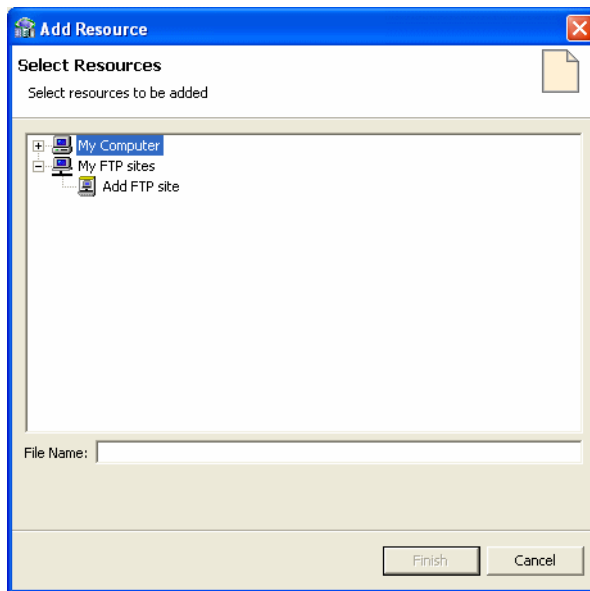 Add Resource
Select Resources
Select resources to be added
My Computer
My FTP sites
Add FTP site
File Name:
Finish Cancel